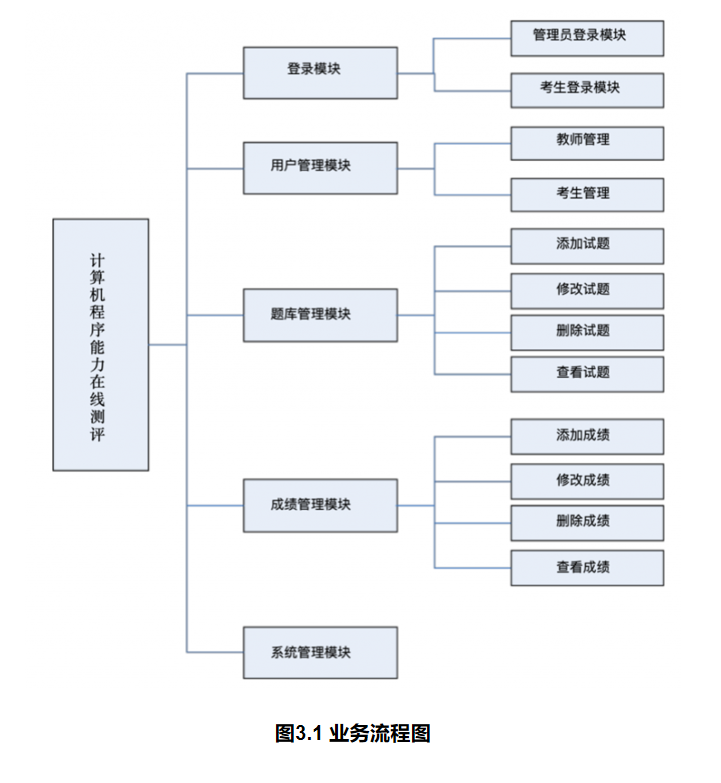 计算机程序能力在线测评
登录模块
管理员登录模块
考生登录模块
用户管理模块
教师管理
考生管理
题库管理模块
添加试题
修改试题
删除试题
查看试题
成绩管理模块
添加成绩
修改成绩
删除成绩
查看成绩
系统管理模块
图3.1 业务流程图